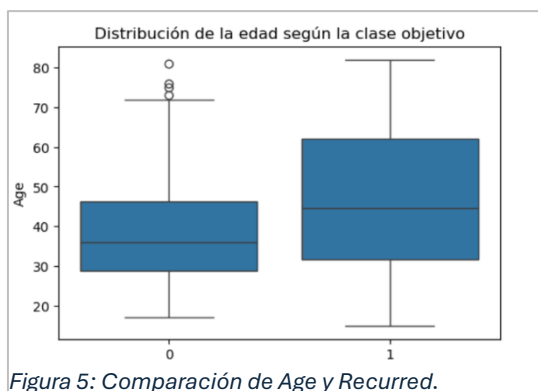 Distribución de la edad según la clase objetivo
80
70
60
50
40
30
20
Age
0 1
Figura 5: Comparación de Age y Recurred.